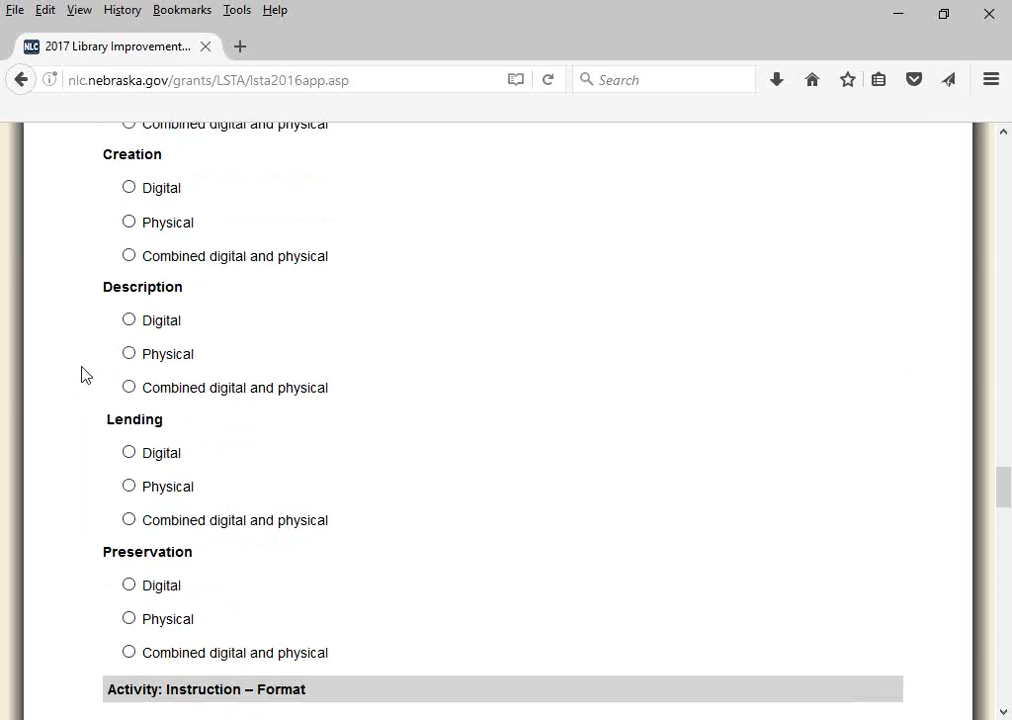 File Edit View History Bookmarks Tools Help
NLC 2017 Library Improvement...
nlc.nebraska.gov/grants/LSTA/lsta2016app.asp
Search
Combined digital and physical
Creation
Digital
Physical
Combined digital and physical
Description
Digital
Physical
Combined digital and physical
Lending
Digital
Physical
Combined digital and physical
Preservation
Digital
Physical
Combined digital and physical
Activity: Instruction – Format